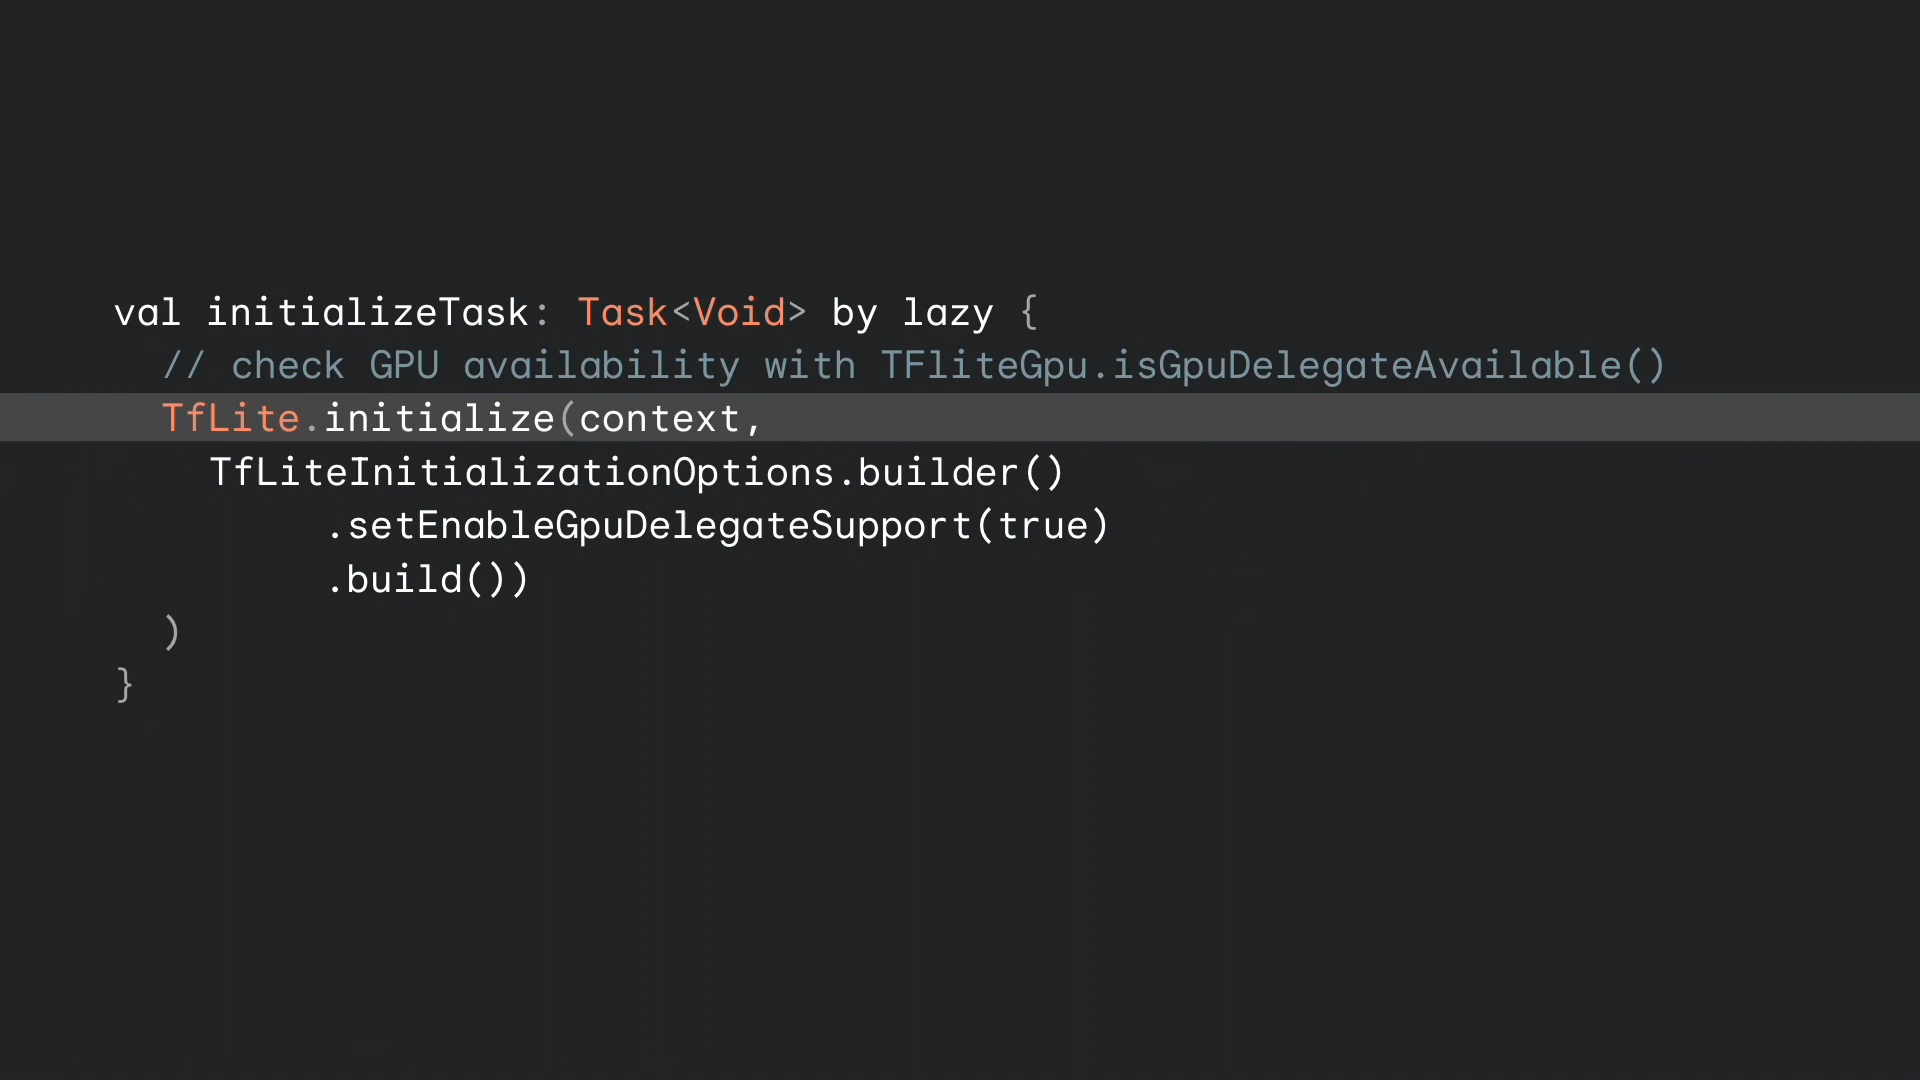 val initializeTask: Task<Void> by lazy {
// check GPU availability with TFliteGpu.isGpuDelegateAvailable()
TfLite.initialize(context,
TfLiteInitializationOptions.builder()
.setEnableGpuDelegateSupport(true)
.build())
)
}